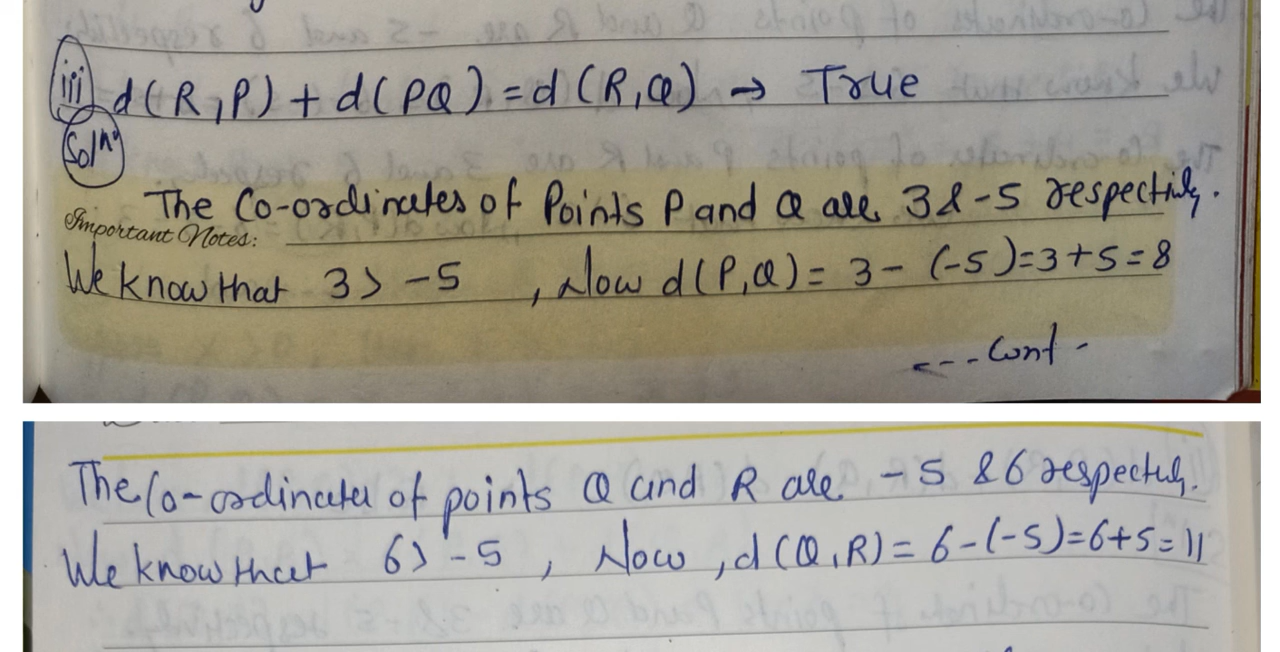 iii d(R,P) + d(PQ) = d(R,Q) → True
Soln
The Co-ordinates of Points P and Q are 3 & -5 respectively.
Important Notes:
We know that 3 > -5 , Now d(P,Q) = 3 - (-5) = 3+5 = 8
---Cont -
The Co-ordinates of points Q and R are -5 & 6 respectively.
We know that 6 > -5 , Now , d(Q,R) = 6-(-5) = 6+5 = 11